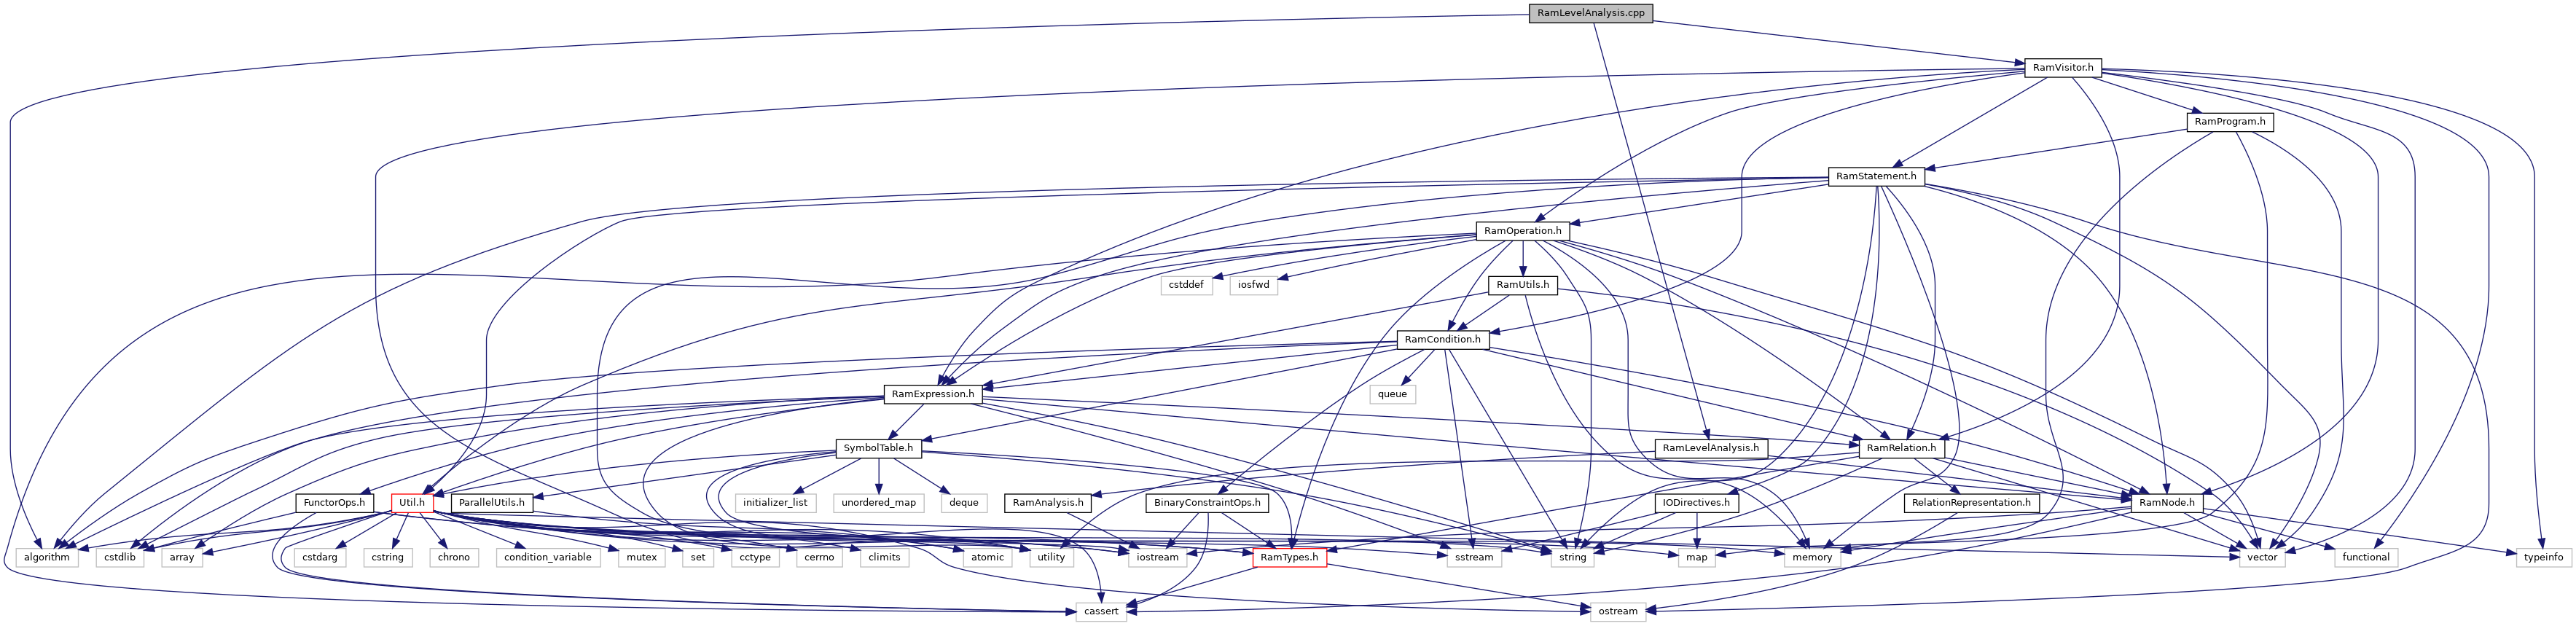 RamLevelAnalysis.cpp
RamVisitor.h
RamProgram.h
RamStatement.h
RamOperation.h
cstddef
iosfwd
RamUtils.h
RamCondition.h
RamExpression.h
queue
SymbolTable.h
RamLevelAnalysis.h
RamRelation.h
FunctorOps.h
Util.h
ParallelUtils.h
initializer_list
unordered_map
deque
RamAnalysis.h
BinaryConstraintOps.h
IODirectives.h
RelationRepresentation.h
RamNode.h
algorithm
cstdlib
array
cstdarg
cstring
chrono
condition_variable
mutex
set
cctype
cerrno
climits
atomic
utility
iostream
RamTypes.h
sstream
string
map
memory
vector
functional
typeinfo
cassert
ostream